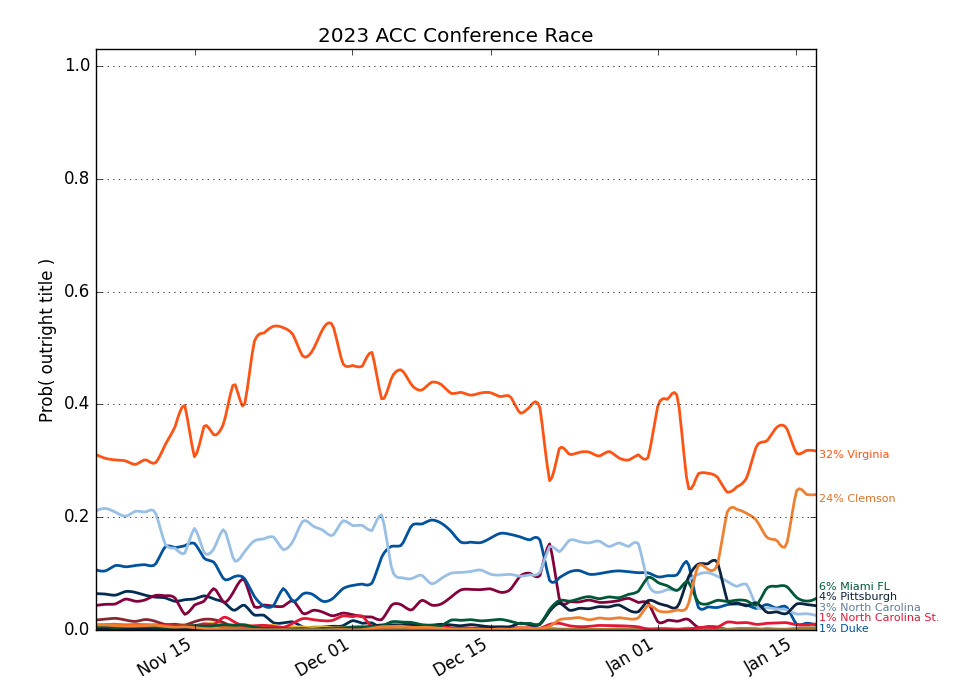 2023 ACC Conference Race
Prob( outright title )
1.0
0.8
0.6
0.4
0.2
0.0
32% Virginia
24% Clemson
6% Miami FL
4% Pittsburgh
3% North Carolina
1% North Carolina St.
1% Duke
Nov 15
Dec 01
Dec 15
Jan 01
Jan 15